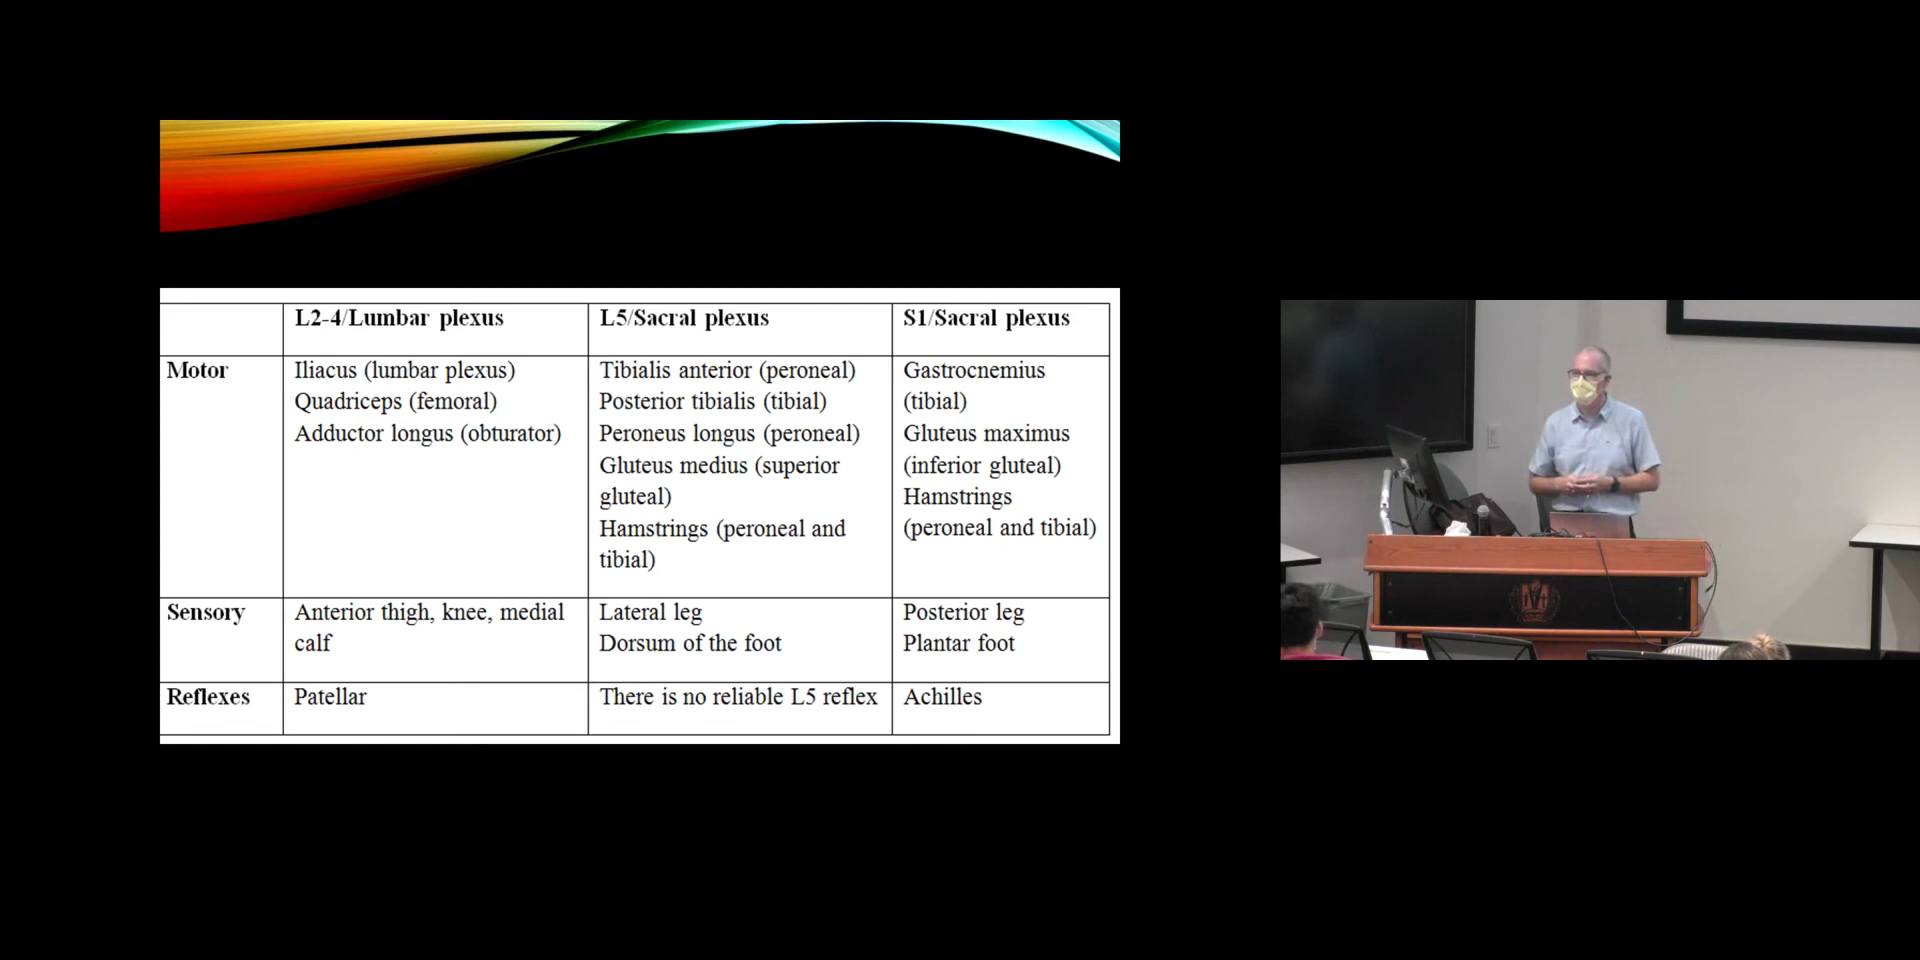 L2-4/Lumbar plexus
L5/Sacral plexus
S1/Sacral plexus
Motor
Iliacus (lumbar plexus)
Quadriceps (femoral)
Adductor longus (obturator)
Tibialis anterior (peroneal)
Posterior tibialis (tibial)
Peroneus longus (peroneal)
Gluteus medius (superior
gluteal)
Hamstrings (peroneal and
tibial)
Gastrocnemius
(tibial)
Gluteus maximus
(inferior gluteal)
Hamstrings
(peroneal and tibial)
Sensory
Anterior thigh, knee, medial
calf
Lateral leg
Dorsum of the foot
Posterior leg
Plantar foot
Reflexes
Patellar
There is no reliable L5 reflex
Achilles